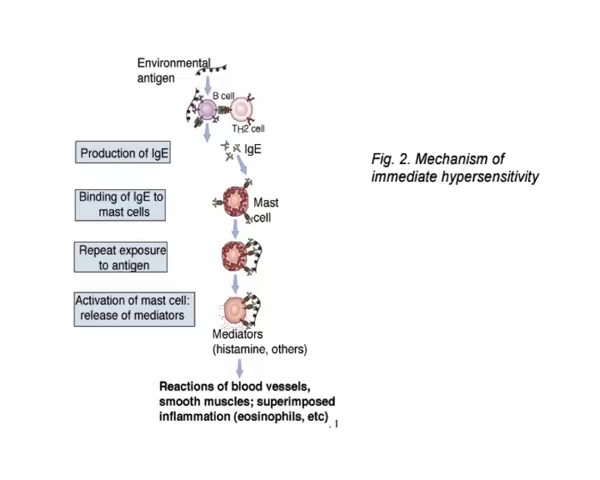 Environmental
antigen
B cell
TH2 cell
Production of IgE
IgE
Fig. 2. Mechanism of
immediate hypersensitivity
Binding of IgE to
mast cells
Mast
cell
Repeat exposure
to antigen
Activation of mast cell:
release of mediators
Mediators
(histamine, others)
Reactions of blood vessels,
smooth muscles; superimposed
inflammation (eosinophils, etc)